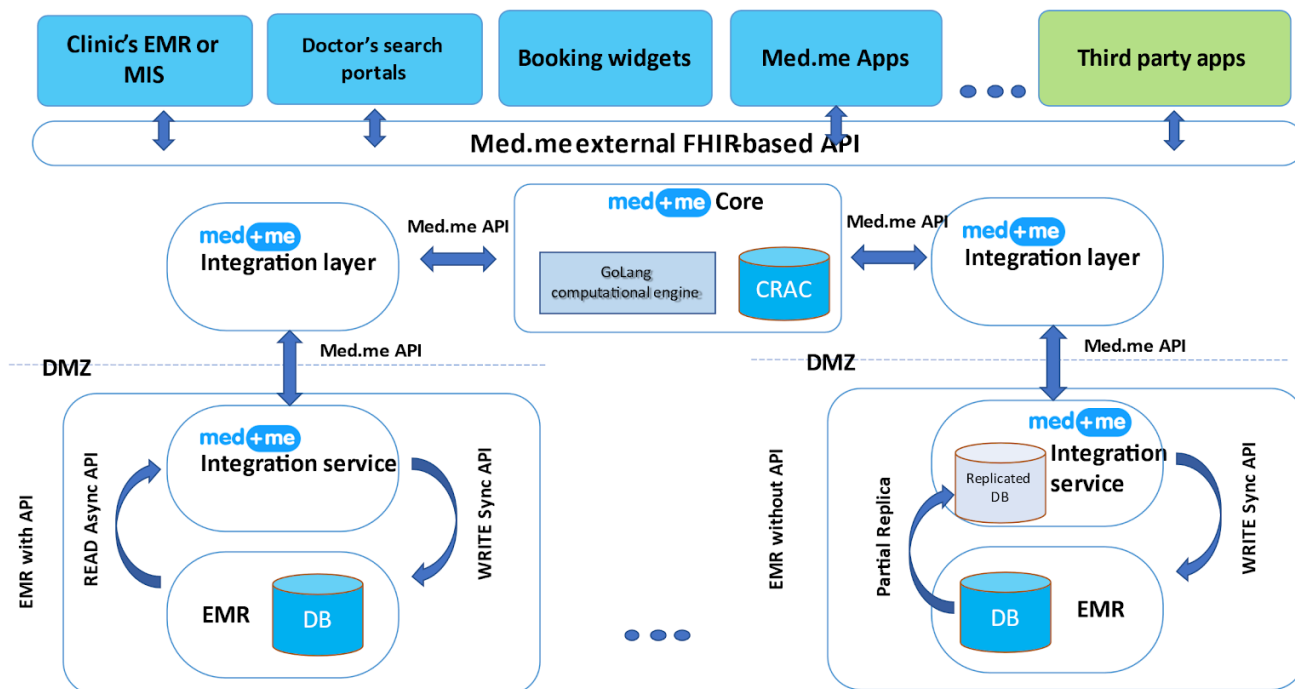 Clinic's EMR or
MIS
Doctor's search
portals
Booking widgets
Med.me Apps
Third party apps
Med.me external FHIR-based API
med+me Core
Med.me API
Med.me API
med+me
Integration layer
med+me
Integration layer
GoLang
computational engine
CRAC
Med.me API
Med.me API
DMZ
DMZ
med+me
Integration service
EMR with API
READ Async API
WRITE Sync API
EMR
DB
med+me
Integration
service
Replicated
DB
EMR without API
Partial Replica
WRITE Sync API
DB
EMR